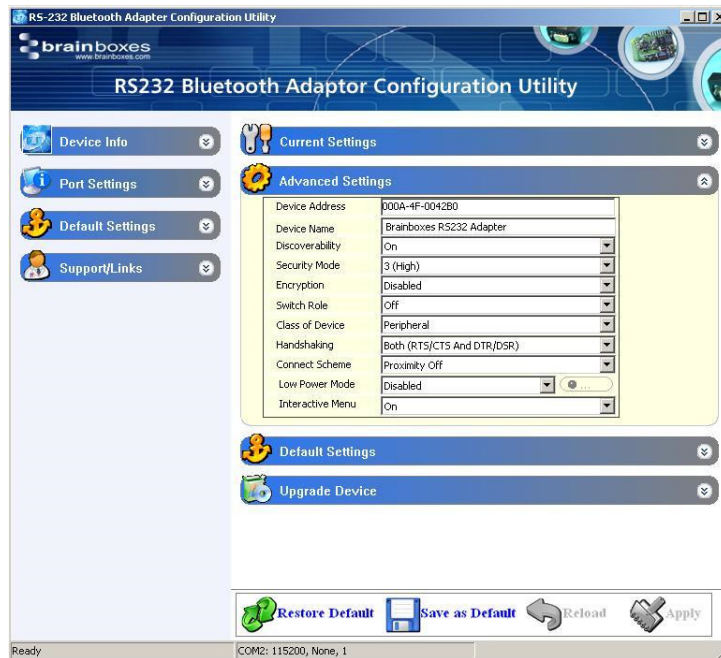 RS-232 Bluetooth Adapter Configuration Utility
brainboxes
www.brainboxes.com
RS232 Bluetooth Adaptor Configuration Utility
Device Info
Port Settings
Default Settings
Support/Links
Current Settings
Advanced Settings
Device Address 000A-4F-0042B0
Device Name Brainboxes RS232 Adapter
Discoverability On
Security Mode 3 (High)
Encryption Disabled
Switch Role Off
Class of Device Peripheral
Handshaking Both (RTS/CTS And DTR/DSR)
Connect Scheme Proximity Off
Low Power Mode Disabled ...
Interactive Menu On
Default Settings
Upgrade Device
Restore Default Save as Default Reload Apply
Ready COM2: 115200, None, 1